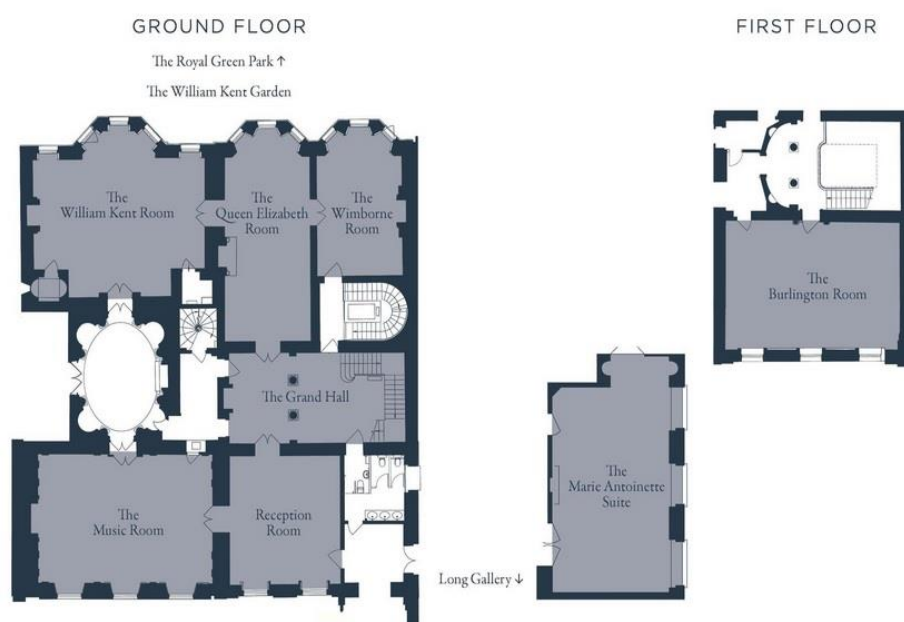 GROUND FLOOR
The Royal Green Park ↑
The William Kent Garden
The
William Kent Room
The
Queen Elizabeth
Room
The
Wimborne
Room
The Grand Hall
The
Music Room
Reception
Room
Long Gallery ↓
The
Marie Antoinette
Suite
FIRST FLOOR
The
Burlington Room